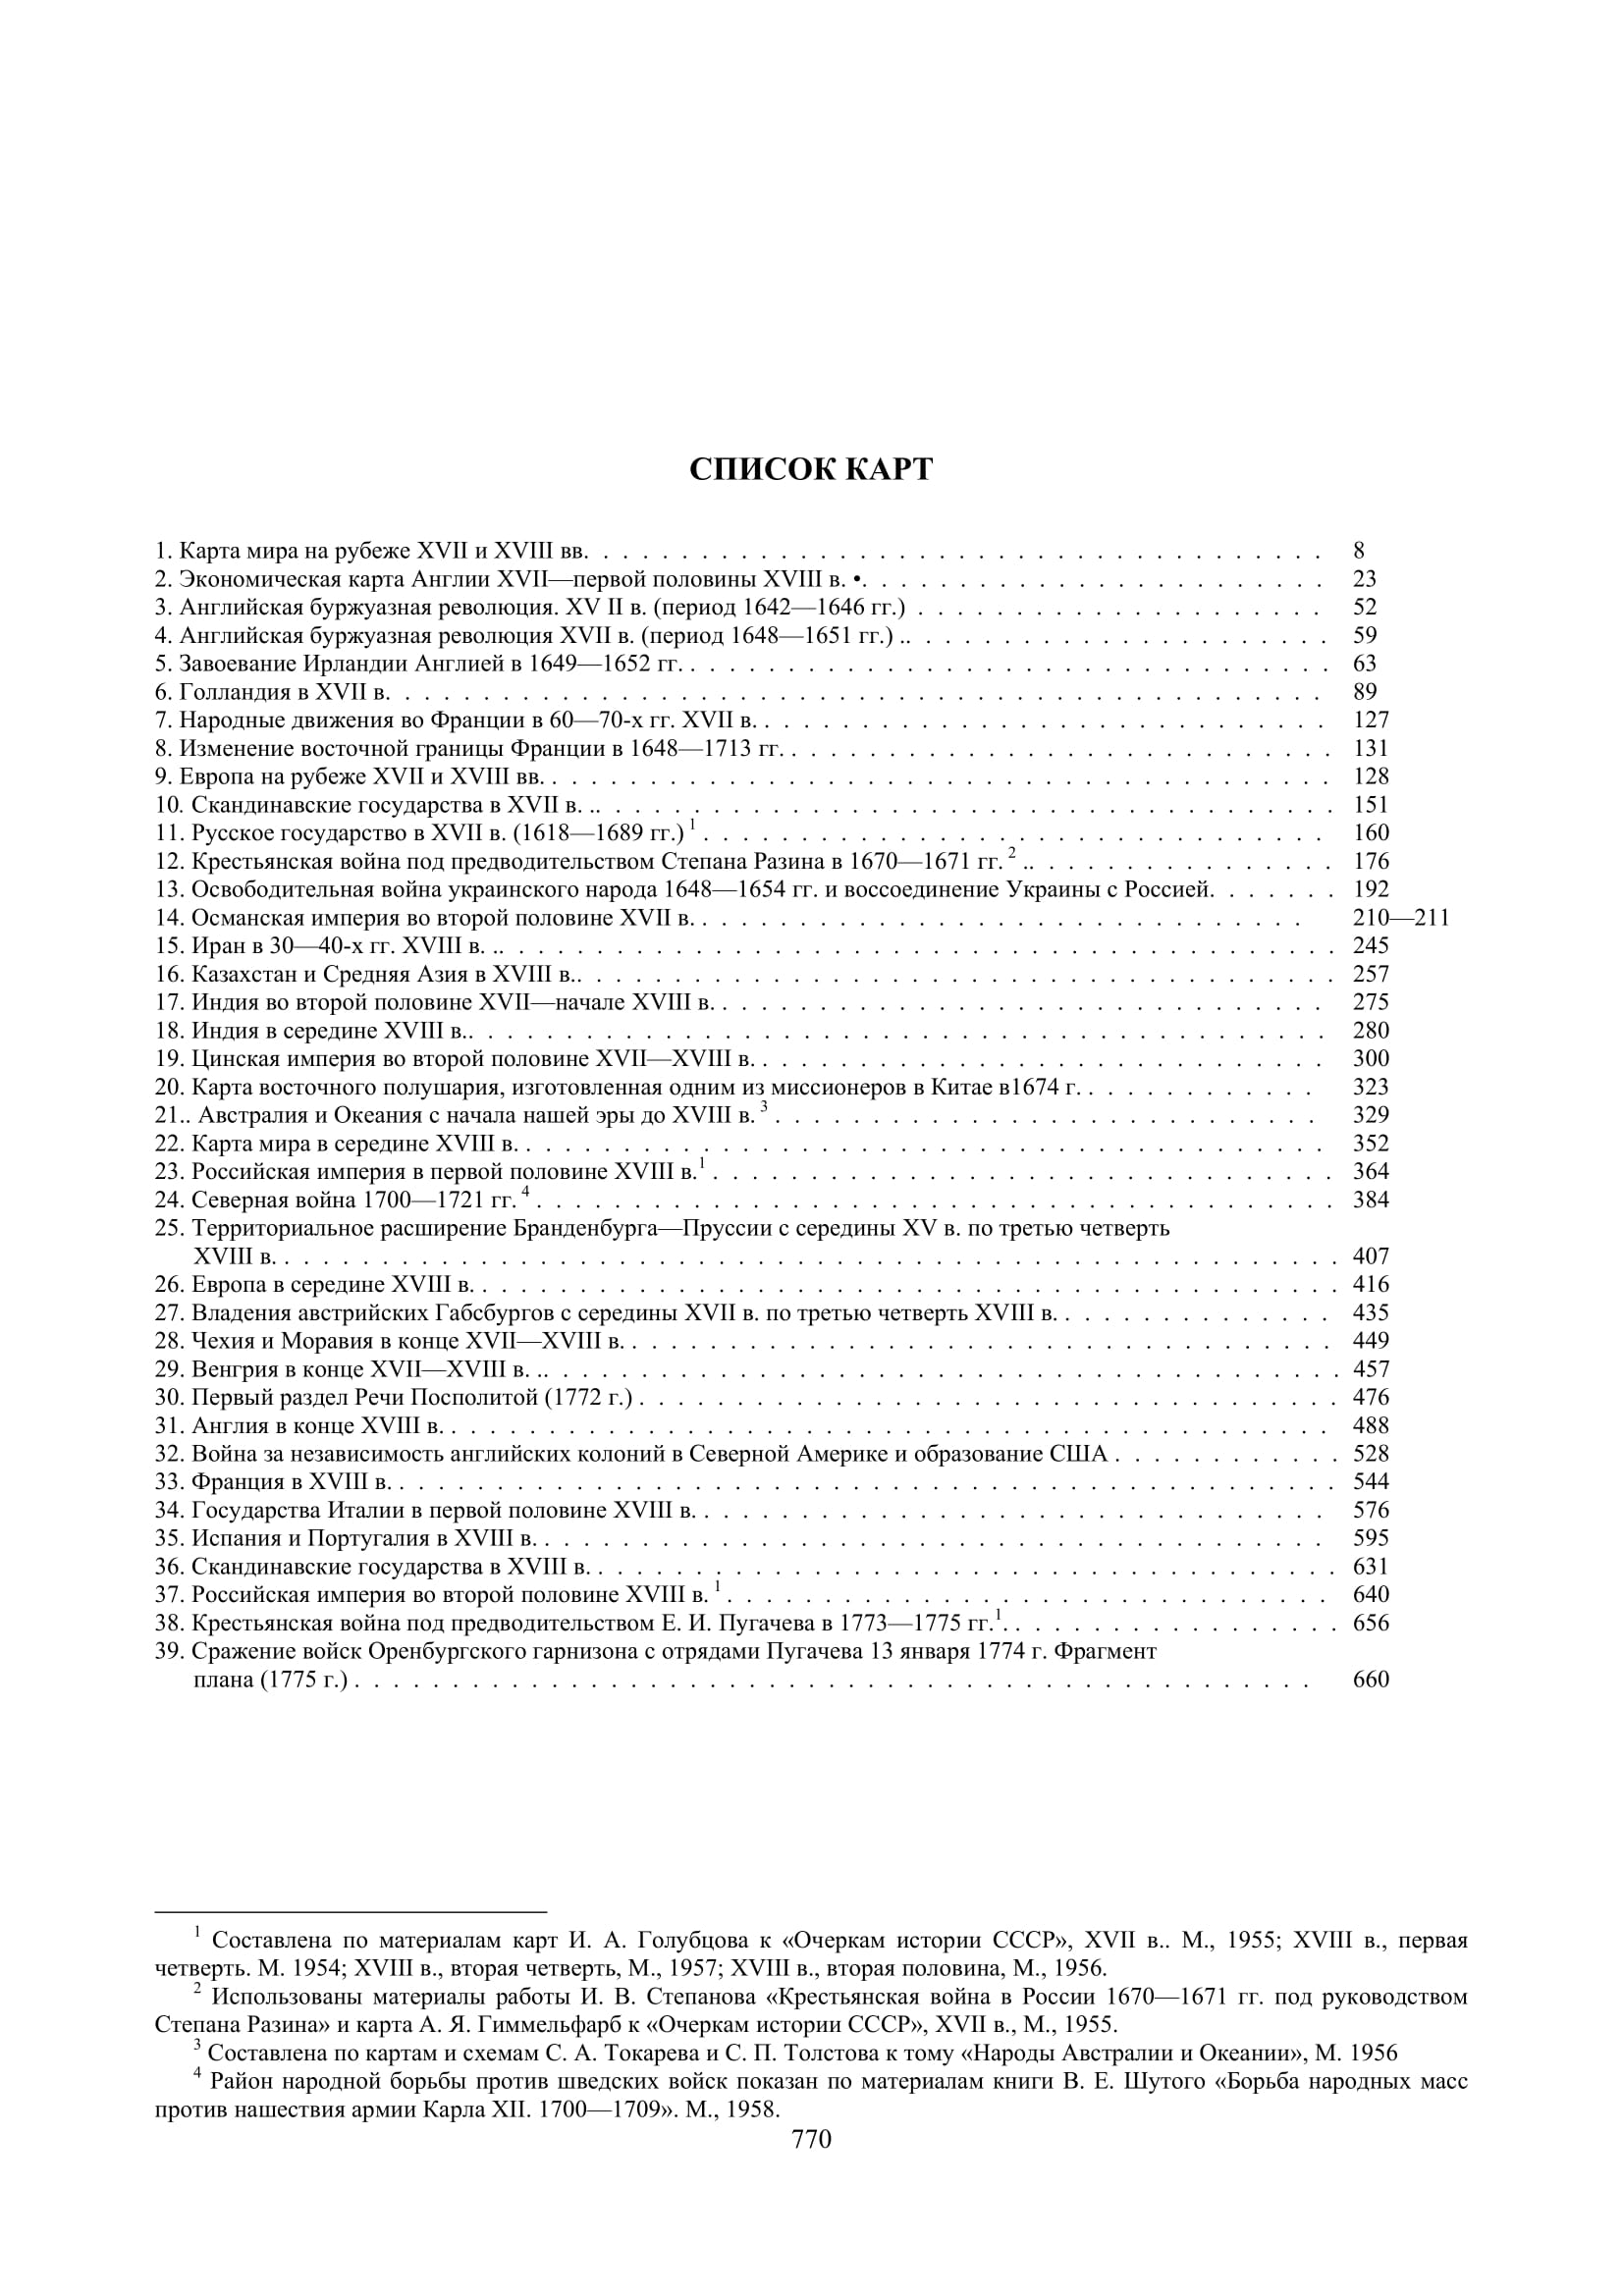 СПИСОК КАРТ
1. Карта мира на рубеже XVII и XVIII вв. . . . . . . . . . . . . . . . . . . . . . . . . . . . . . . . . . . . . . 8
2. Экономическая карта Англии XVII—первой половины XVIII в. •. . . . . . . . . . . . . . . . . . . . . . . . 23
3. Английская буржуазная революция. XV II в. (период 1642—1646 гг.) . . . . . . . . . . . . . . . . . . . . . 52
4. Английская буржуазная революция XVII в. (период 1648—1651 гг.) .. . . . . . . . . . . . . . . . . . . . . . 59
5. Завоевание Ирландии Англией в 1649—1652 гг. . . . . . . . . . . . . . . . . . . . . . . . . . . . . . . . . . 63
6. Голландия в XVII в. . . . . . . . . . . . . . . . . . . . . . . . . . . . . . . . . . . . . . . . . . . . . . . . 89
7. Народные движения во Франции в 60—70-х гг. XVII в. . . . . . . . . . . . . . . . . . . . . . . . . . . . . . 127
8. Изменение восточной границы Франции в 1648—1713 гг. . . . . . . . . . . . . . . . . . . . . . . . . . . . . 131
9. Европа на рубеже XVII и XVIII вв. . . . . . . . . . . . . . . . . . . . . . . . . . . . . . . . . . . . . . . . . 128
10. Скандинавские государства в XVII в. .. . . . . . . . . . . . . . . . . . . . . . . . . . . . . . . . . . . . . . 151
11. Русское государство в XVII в. (1618—1689 гг.) 1 . . . . . . . . . . . . . . . . . . . . . . . . . . . . . . . . 160
12. Крестьянская война под предводительством Степана Разина в 1670—1671 гг. 2 .. . . . . . . . . . . . . . . . 176
13. Освободительная война украинского народа 1648—1654 гг. и воссоединение Украины с Россией. . . . . . . 192
14. Османская империя во второй половине XVII в. . . . . . . . . . . . . . . . . . . . . . . . . . . . . . . . 210—211
15. Иран в 30—40-х гг. XVIII в. .. . . . . . . . . . . . . . . . . . . . . . . . . . . . . . . . . . . . . . . . . . . 245
16. Казахстан и Средняя Азия в XVIII в.. . . . . . . . . . . . . . . . . . . . . . . . . . . . . . . . . . . . . . . 257
17. Индия во второй половине XVII—начале XVIII в. . . . . . . . . . . . . . . . . . . . . . . . . . . . . . . . 275
18. Индия в середине XVIII в.. . . . . . . . . . . . . . . . . . . . . . . . . . . . . . . . . . . . . . . . . . . . 280
19. Цинская империя во второй половине XVII—XVIII в. . . . . . . . . . . . . . . . . . . . . . . . . . . . . . 300
20. Карта восточного полушария, изготовленная одним из миссионеров в Китае в1674 г. . . . . . . . . . . . . 323
21.. Австралия и Океания с начала нашей эры до XVIII в. 3 . . . . . . . . . . . . . . . . . . . . . . . . . . . . 329
22. Карта мира в середине XVIII в. . . . . . . . . . . . . . . . . . . . . . . . . . . . . . . . . . . . . . . . . . 352
23. Российская империя в первой половине XVIII в.1 . . . . . . . . . . . . . . . . . . . . . . . . . . . . . . . . 364
24. Северная война 1700—1721 гг. 4 . . . . . . . . . . . . . . . . . . . . . . . . . . . . . . . . . . . . . . . . . 384
25. Территориальное расширение Бранденбурга—Пруссии с середины XV в. по третью четверть
XVIII в. . . . . . . . . . . . . . . . . . . . . . . . . . . . . . . . . . . . . . . . . . . . . . . . . . . . . . . 407
26. Европа в середине XVIII в. . . . . . . . . . . . . . . . . . . . . . . . . . . . . . . . . . . . . . . . . . . . . 416
27. Владения австрийских Габсбургов с середины XVII в. по третью четверть XVIII в. . . . . . . . . . . . . . . 435
28. Чехия и Моравия в конце XVII—XVIII в. . . . . . . . . . . . . . . . . . . . . . . . . . . . . . . . . . . . . 449
29. Венгрия в конце XVII—XVIII в. .. . . . . . . . . . . . . . . . . . . . . . . . . . . . . . . . . . . . . . . . . 457
30. Первый раздел Речи Посполитой (1772 г.) . . . . . . . . . . . . . . . . . . . . . . . . . . . . . . . . . . . . 476
31. Англия в конце XVIII в. . . . . . . . . . . . . . . . . . . . . . . . . . . . . . . . . . . . . . . . . . . . . . 488
32. Война за независимость английских колоний в Северной Америке и образование США . . . . . . . . . . . . 528
33. Франция в XVIII в. . . . . . . . . . . . . . . . . . . . . . . . . . . . . . . . . . . . . . . . . . . . . . . . . 544
34. Государства Италии в первой половине XVIII в. . . . . . . . . . . . . . . . . . . . . . . . . . . . . . . . . 576
35. Испания и Португалия в XVIII в. . . . . . . . . . . . . . . . . . . . . . . . . . . . . . . . . . . . . . . . . 595
36. Скандинавские государства в XVIII в. . . . . . . . . . . . . . . . . . . . . . . . . . . . . . . . . . . . . . . 631
37. Российская империя во второй половине XVIII в. 1 . . . . . . . . . . . . . . . . . . . . . . . . . . . . . . . 640
38. Крестьянская война под предводительством Е. И. Пугачева в 1773—1775 гг.1. . . . . . . . . . . . . . . . . . 656
39. Сражение войск Оренбургского гарнизона с отрядами Пугачева 13 января 1774 г. Фрагмент
плана (1775 г.) . . . . . . . . . . . . . . . . . . . . . . . . . . . . . . . . . . . . . . . . . . . . . . . . . 660
1 Составлена по материалам карт И. А. Голубцова к «Очеркам истории СССР», XVII в.. М., 1955; XVIII в., первая
четверть. М. 1954; XVIII в., вторая четверть, М., 1957; XVIII в., вторая половина, М., 1956.
2 Использованы материалы работы И. В. Степанова «Крестьянская война в России 1670—1671 гг. под руководством
Степана Разина» и карта А. Я. Гиммельфарб к «Очеркам истории СССР», XVII в., М., 1955.
3 Составлена по картам и схемам С. А. Токарева и С. П. Толстова к тому «Народы Австралии и Океании», М. 1956
4 Район народной борьбы против шведских войск показан по материалам книги В. Е. Шутого «Борьба народных масс
против нашествия армии Карла XII. 1700—1709». М., 1958.
770